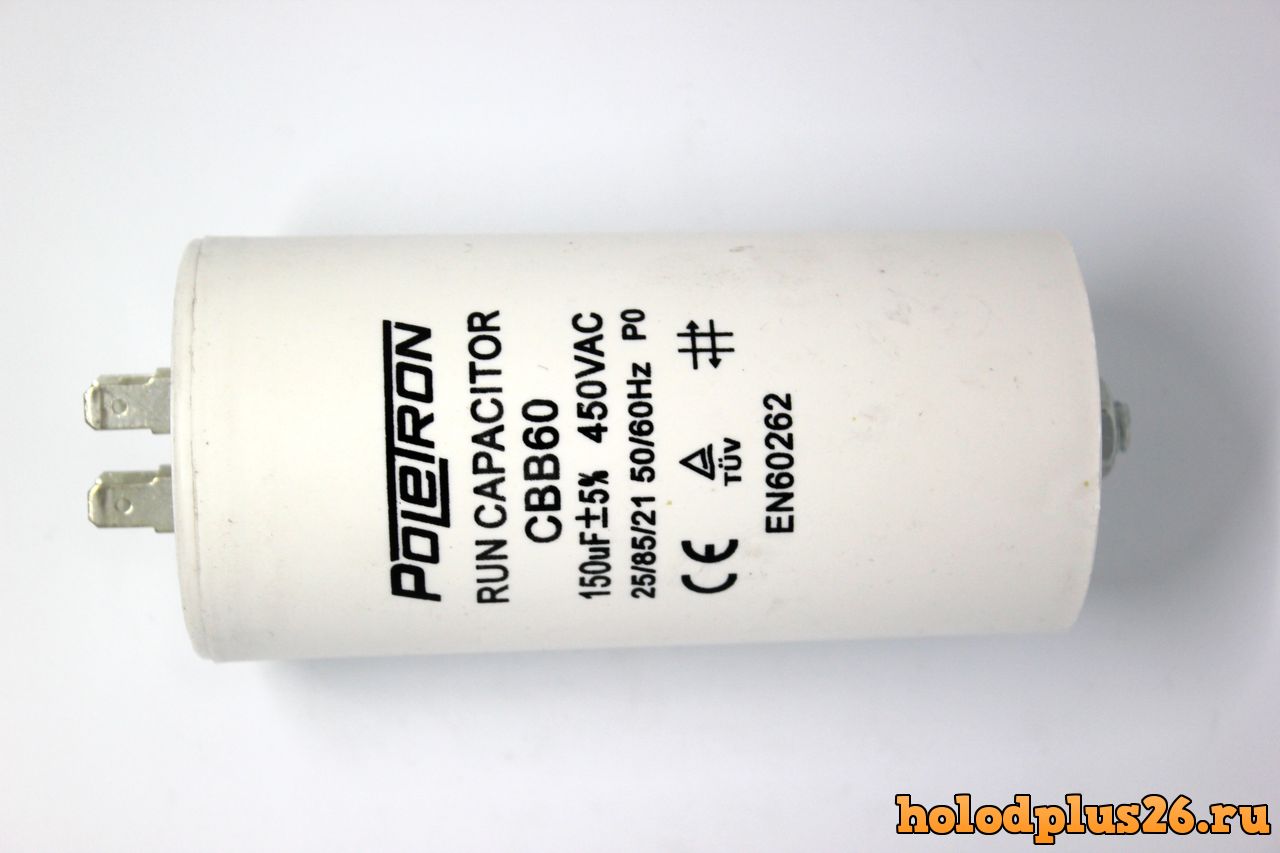 POLETRON
RUN CAPACITOR
CBB60
150uF±5% 450VAC
25/85/21 50/60Hz P0
CE TÜV
EN60262
holodplus26.ru